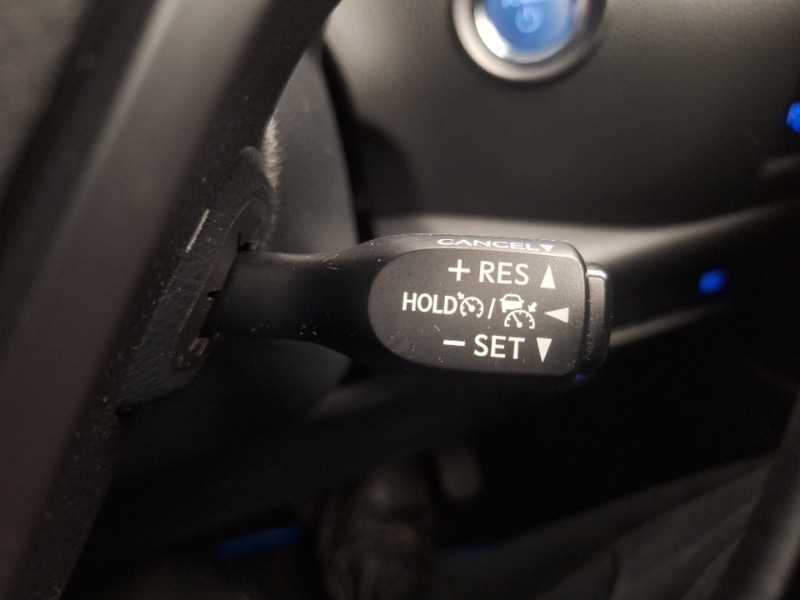 CANCEL▼
+ RES ▲
HOLD / ◀
− SET ▼